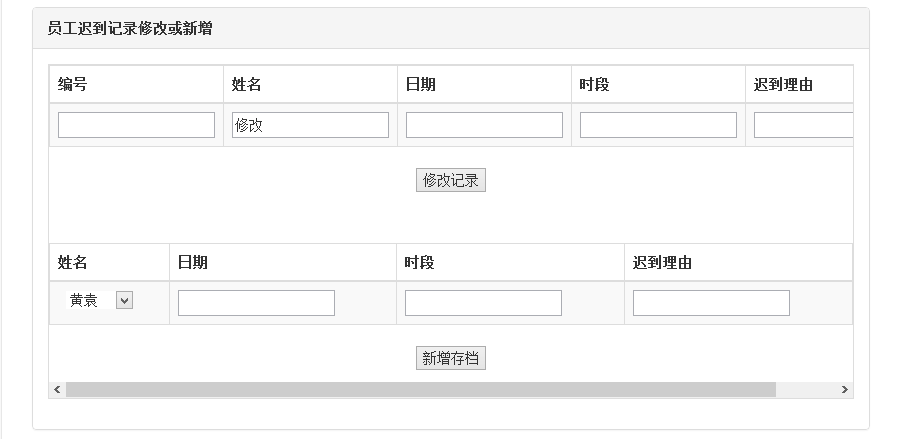 员工迟到记录修改或新增
编号 姓名 日期 时段 迟到理由
修改
修改记录
姓名 日期 时段 迟到理由
黄袁
新增存档